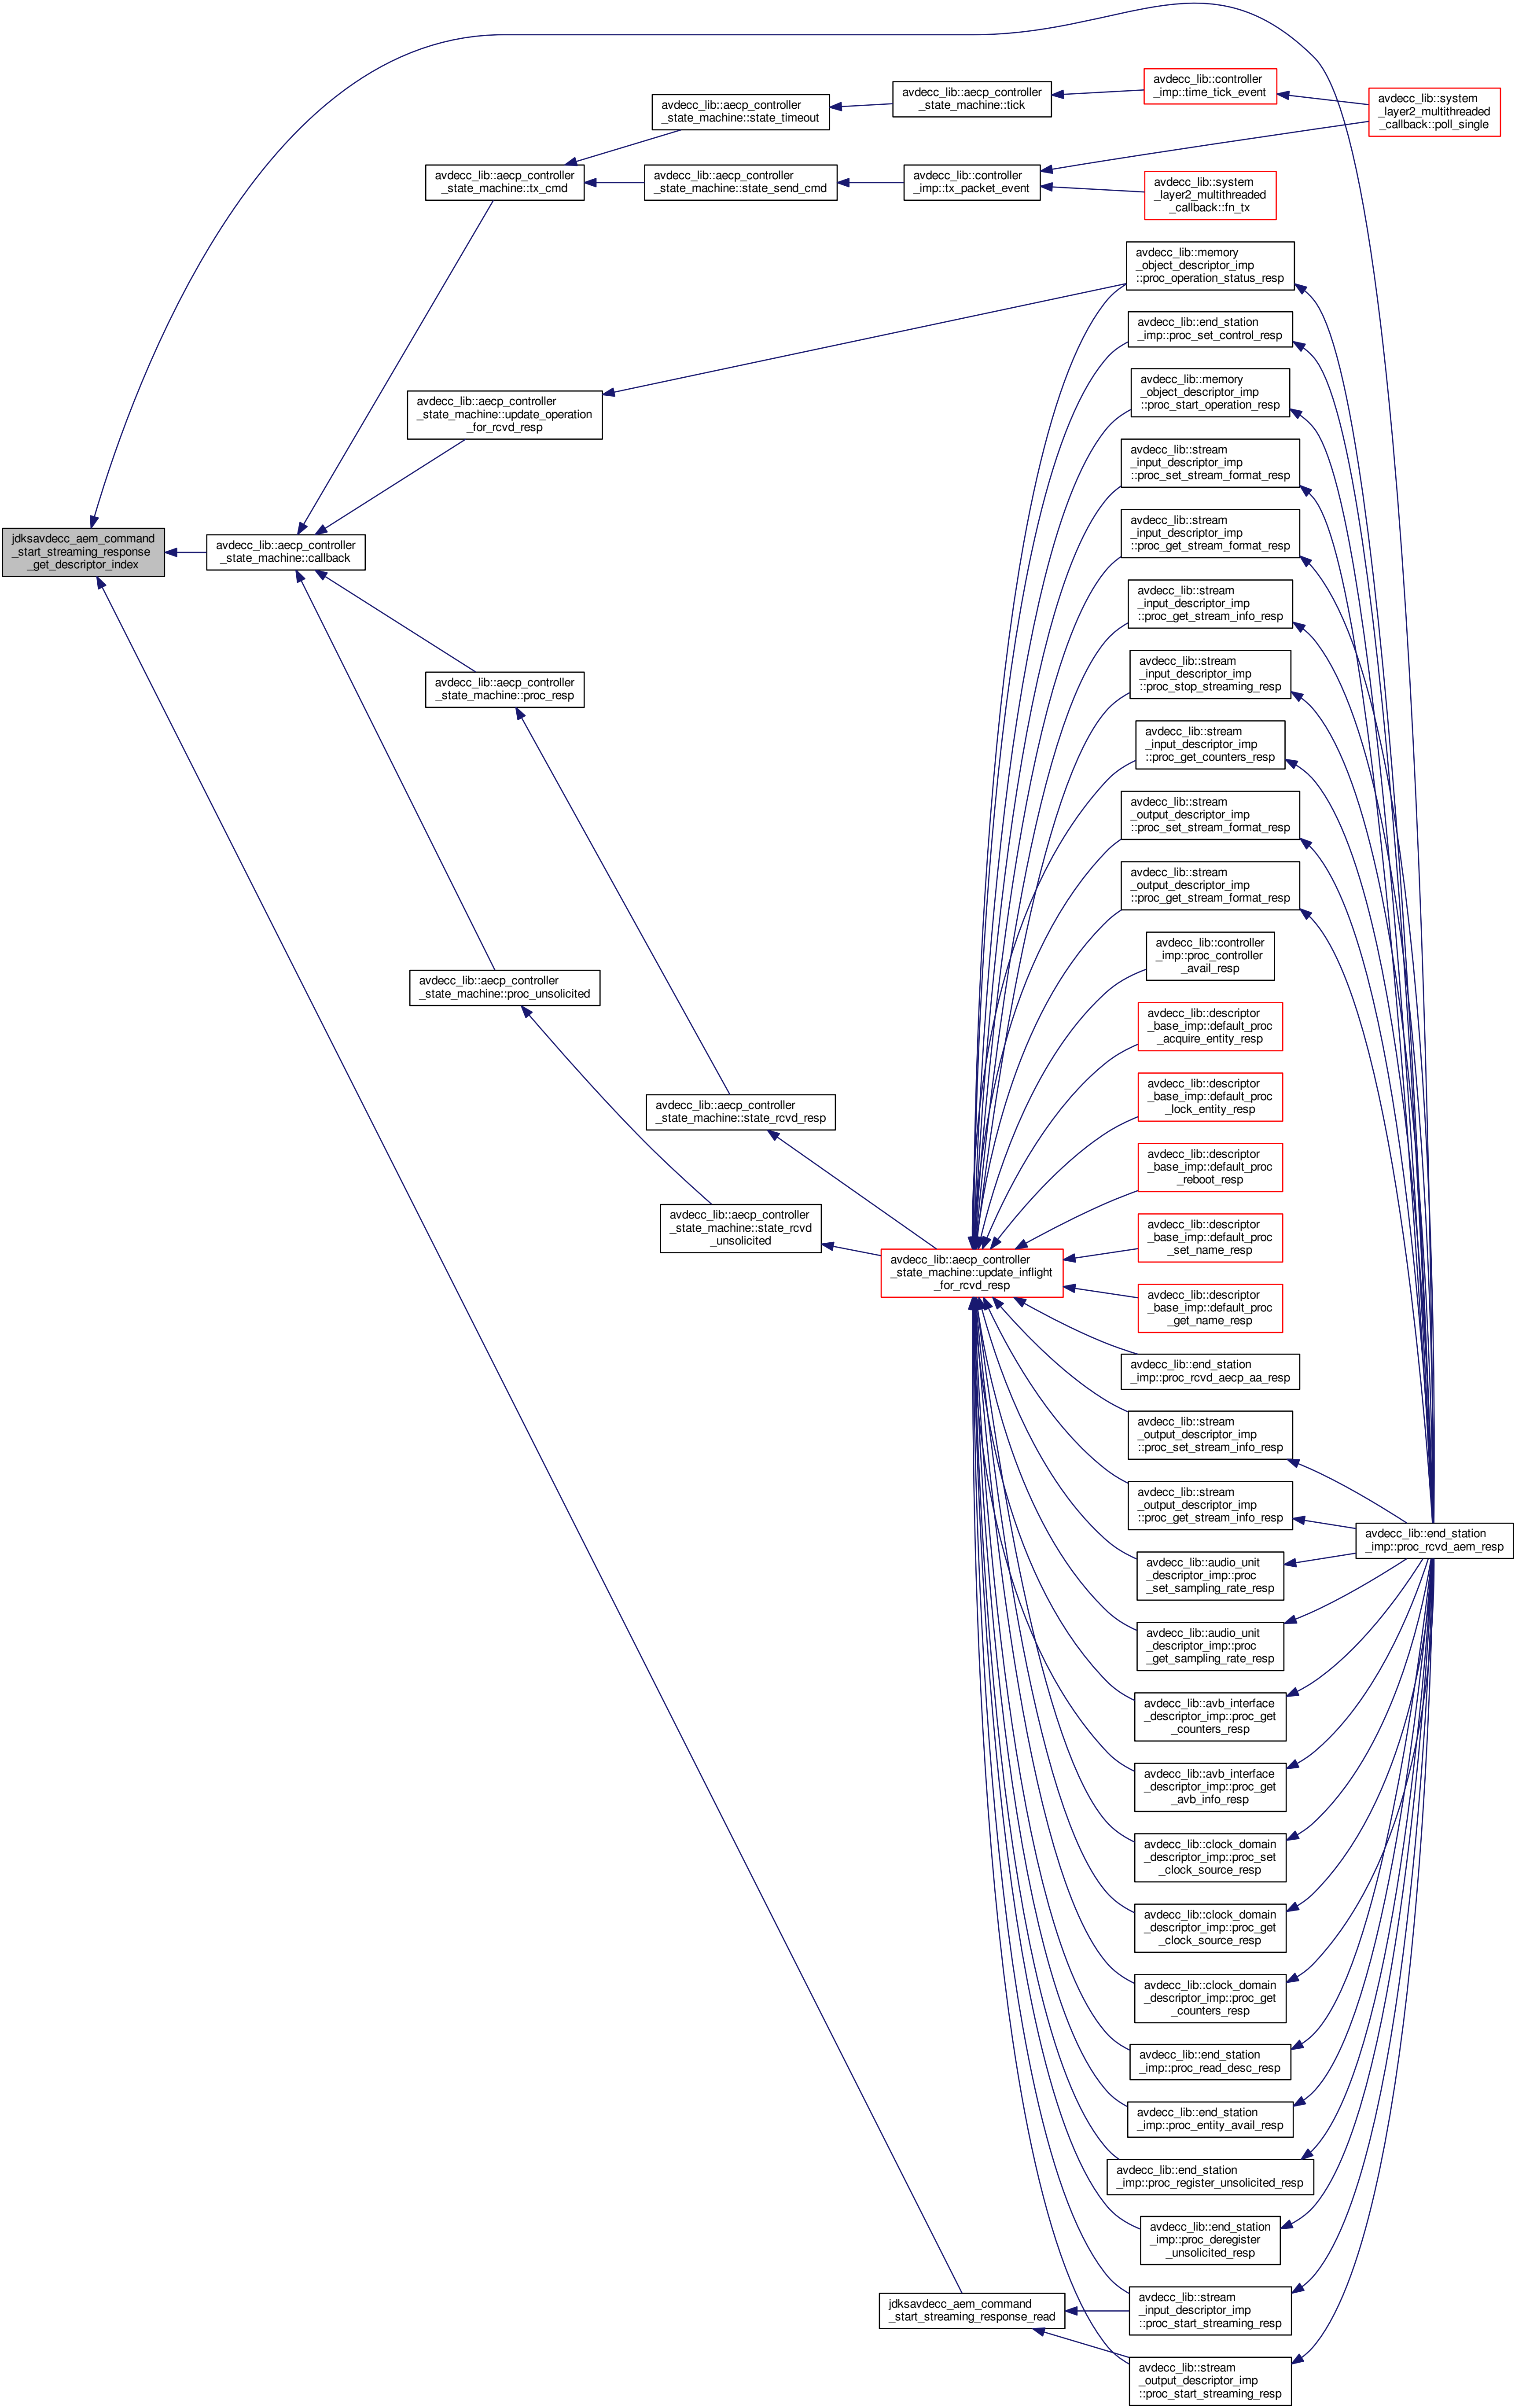 avdecc_lib::controller
_imp::time_tick_event
avdecc_lib::aecp_controller
_state_machine::tick
avdecc_lib::system
_layer2_multithreaded
_callback::poll_single
avdecc_lib::aecp_controller
_state_machine::state_timeout
avdecc_lib::aecp_controller
_state_machine::tx_cmd
avdecc_lib::aecp_controller
_state_machine::state_send_cmd
avdecc_lib::controller
_imp::tx_packet_event
avdecc_lib::system
_layer2_multithreaded
_callback::fn_tx
avdecc_lib::memory
_object_descriptor_imp
::proc_operation_status_resp
avdecc_lib::end_station
_imp::proc_set_control_resp
avdecc_lib::memory
_object_descriptor_imp
::proc_start_operation_resp
avdecc_lib::aecp_controller
_state_machine::update_operation
_for_rcvd_resp
avdecc_lib::stream
_input_descriptor_imp
::proc_set_stream_format_resp
avdecc_lib::stream
_input_descriptor_imp
::proc_get_stream_format_resp
jdksavdecc_aem_command
_start_streaming_response
_get_descriptor_index
avdecc_lib::aecp_controller
_state_machine::callback
avdecc_lib::stream
_input_descriptor_imp
::proc_get_stream_info_resp
avdecc_lib::stream
_input_descriptor_imp
::proc_stop_streaming_resp
avdecc_lib::aecp_controller
_state_machine::proc_resp
avdecc_lib::stream
_input_descriptor_imp
::proc_get_counters_resp
avdecc_lib::stream
_output_descriptor_imp
::proc_set_stream_format_resp
avdecc_lib::stream
_output_descriptor_imp
::proc_get_stream_format_resp
avdecc_lib::controller
_imp::proc_controller
_avail_resp
avdecc_lib::aecp_controller
_state_machine::proc_unsolicited
avdecc_lib::descriptor
_base_imp::default_proc
_acquire_entity_resp
avdecc_lib::descriptor
_base_imp::default_proc
_lock_entity_resp
avdecc_lib::aecp_controller
_state_machine::state_rcvd_resp
avdecc_lib::descriptor
_base_imp::default_proc
_reboot_resp
avdecc_lib::aecp_controller
_state_machine::state_rcvd
_unsolicited
avdecc_lib::descriptor
_base_imp::default_proc
_set_name_resp
avdecc_lib::aecp_controller
_state_machine::update_inflight
_for_rcvd_resp
avdecc_lib::descriptor
_base_imp::default_proc
_get_name_resp
avdecc_lib::end_station
_imp::proc_rcvd_aecp_aa_resp
avdecc_lib::stream
_output_descriptor_imp
::proc_set_stream_info_resp
avdecc_lib::stream
_output_descriptor_imp
::proc_get_stream_info_resp
avdecc_lib::end_station
_imp::proc_rcvd_aem_resp
avdecc_lib::audio_unit
_descriptor_imp::proc
_set_sampling_rate_resp
avdecc_lib::audio_unit
_descriptor_imp::proc
_get_sampling_rate_resp
avdecc_lib::avb_interface
_descriptor_imp::proc_get
_counters_resp
avdecc_lib::avb_interface
_descriptor_imp::proc_get
_avb_info_resp
avdecc_lib::clock_domain
_descriptor_imp::proc_set
_clock_source_resp
avdecc_lib::clock_domain
_descriptor_imp::proc_get
_clock_source_resp
avdecc_lib::clock_domain
_descriptor_imp::proc_get
_counters_resp
avdecc_lib::end_station
_imp::proc_read_desc_resp
avdecc_lib::end_station
_imp::proc_entity_avail_resp
avdecc_lib::end_station
_imp::proc_register_unsolicited_resp
avdecc_lib::end_station
_imp::proc_deregister
_unsolicited_resp
jdksavdecc_aem_command
_start_streaming_response_read
avdecc_lib::stream
_input_descriptor_imp
::proc_start_streaming_resp
avdecc_lib::stream
_output_descriptor_imp
::proc_start_streaming_resp